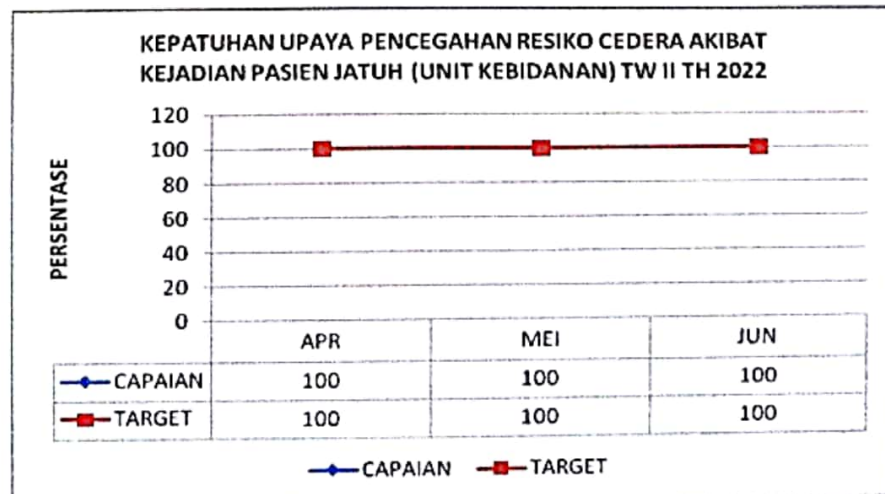 KEPATUHAN UPAYA PENCEGAHAN RESIKO CEDERA AKIBAT
KEJADIAN PASIEN JATUH (UNIT KEBIDANAN) TW II TH 2022
PERSENTASE
120
100
80
60
40
20
0
APR MEI JUN
CAPAIAN 100 100 100
TARGET 100 100 100
CAPAIAN TARGET